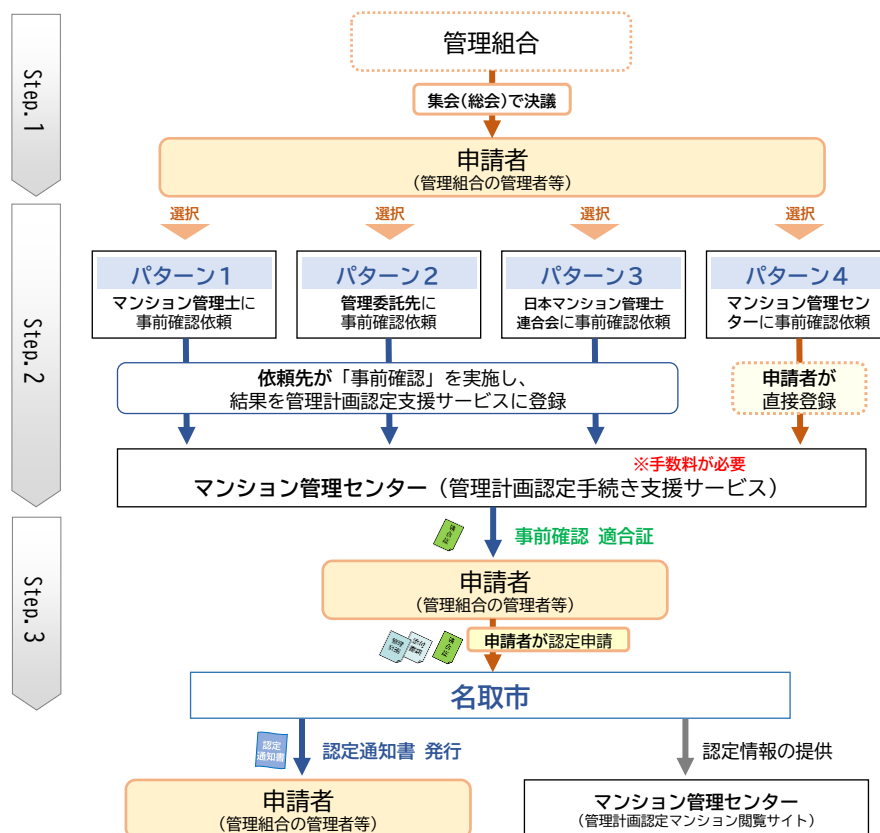 Step.1
管理組合
集会(総会)で決議
申請者
(管理組合の管理者等)
Step.2
選択
選択
選択
選択
パターン1
マンション管理士に
事前確認依頼
パターン2
管理委託先に
事前確認依頼
パターン3
日本マンション管理士
連合会に事前確認依頼
パターン4
マンション管理セン
ターに事前確認依頼
依頼先が「事前確認」を実施し、
結果を管理計画認定支援サービスに登録
申請者が
直接登録
※手数料が必要
マンション管理センター(管理計画認定手続き支援サービス)
Step.3
適合証
事前確認 適合証
申請者
(管理組合の管理者等)
管理
計画
添付
書類
適合証
申請者が認定申請
名取市
認定
通知書
認定通知書 発行
認定情報の提供
申請者
(管理組合の管理者等)
マンション管理センター
(管理計画認定マンション閲覧サイト)